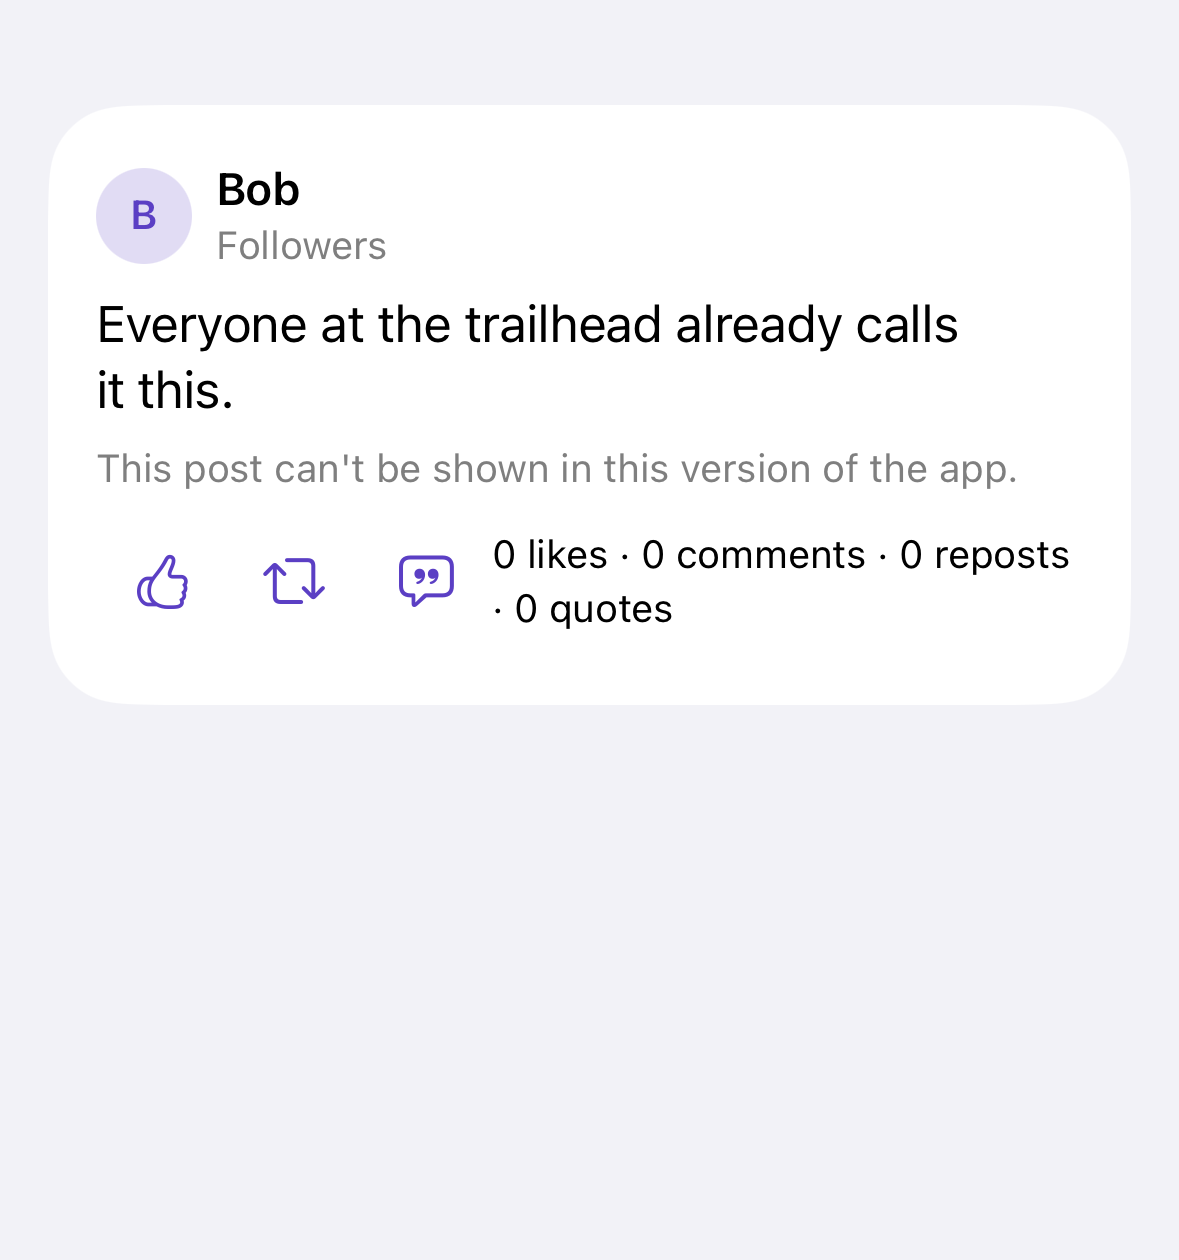 B
Bob
Followers
Everyone at the trailhead already calls
it this.
This post can't be shown in this version of the app.
0 likes · 0 comments · 0 reposts
· 0 quotes